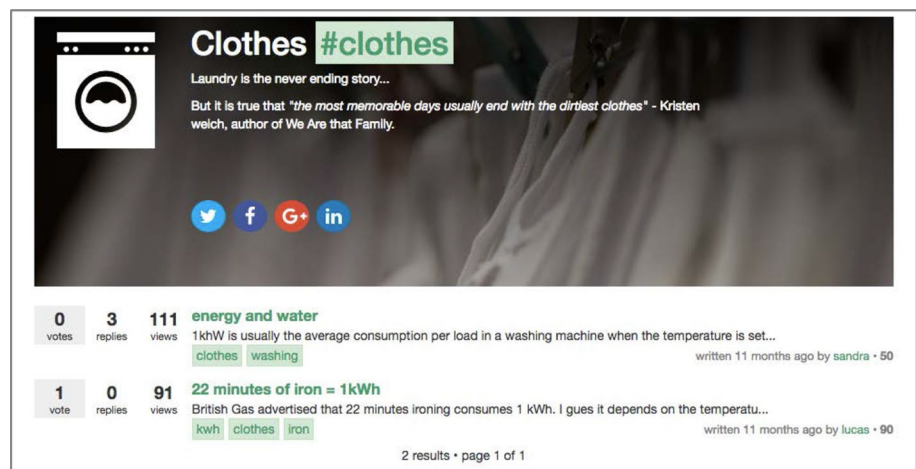 Clothes #clothes
Laundry is the never ending story...
But it is true that "the most memorable days usually end with the dirtiest clothes" - Kristen
welch, author of We Are that Family.
f G+ in
0 3 111 energy and water
votes replies views 1khW is usually the average consumption per load in a washing machine when the temperature is set...
clothes washing written 11 months ago by sandra • 50
1 0 91 22 minutes of iron = 1kWh
vote replies views British Gas advertised that 22 minutes ironing consumes 1 kWh. I gues it depends on the temperatu...
kwh clothes iron written 11 months ago by lucas • 90
2 results • page 1 of 1